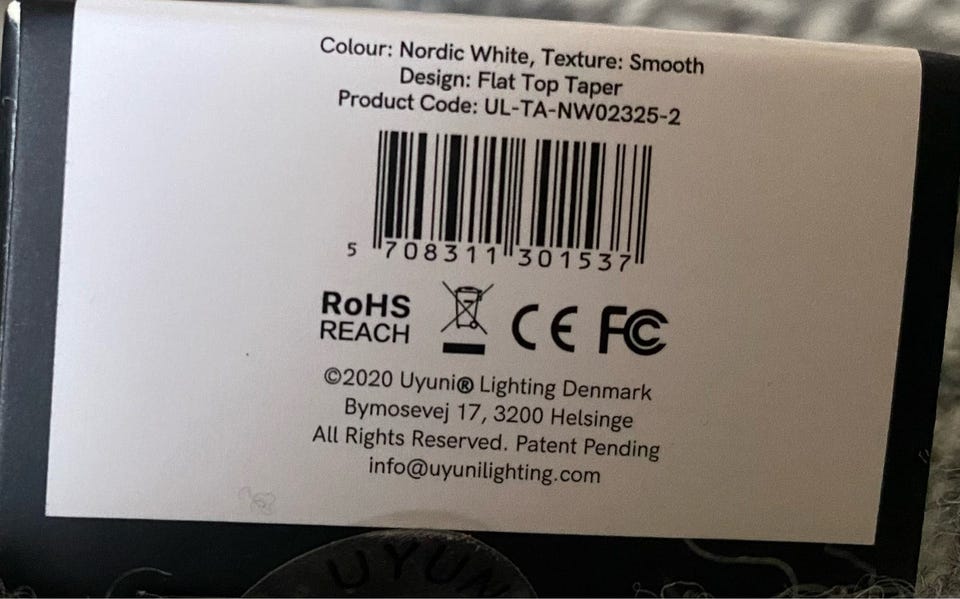 Colour: Nordic White, Texture: Smooth
Design: Flat Top Taper
Product Code: UL-TA-NW02325-2
5 708311 301537
RoHS
REACH
CE FC
©2020 Uyuni® Lighting Denmark
Bymosevej 17, 3200 Helsinge
All Rights Reserved. Patent Pending
info@uyunilighting.com
UYUNI